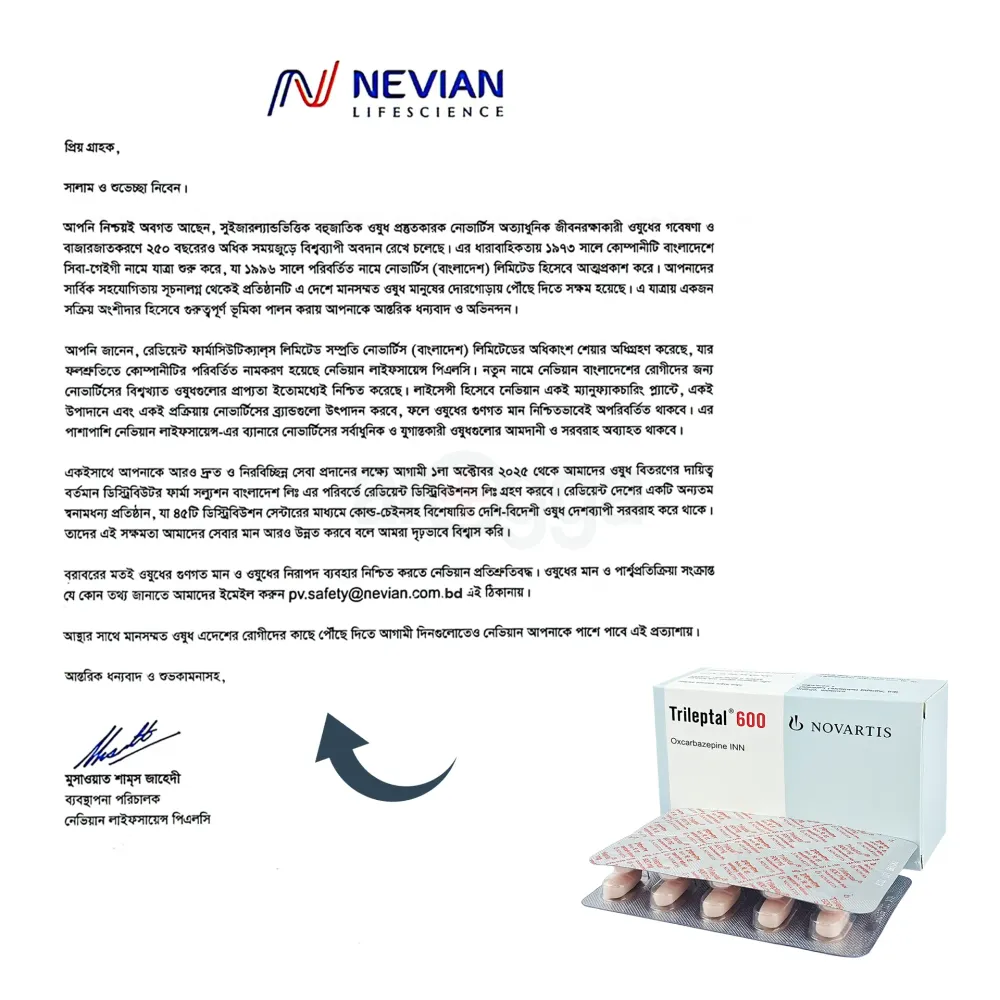 NEVIAN
LIFESCIENCE
প্রিয় গ্রাহক,
সালাম ও শুভেচ্ছা নিবেন।
আপনি নিশ্চয়ই অবগত আছেন, সুইজারল্যান্ডভিত্তিক বহুজাতিক ওষুধ প্রস্তুতকারক নোভার্টিস অত্যাধুনিক জীবনরক্ষাকারী ওষুধের গবেষণা ও
বাজারজাতকরণে ২৫০ বছরেরও অধিক সময়জুড়ে বিশ্বব্যাপী অবদান রেখে চলেছে। এর ধারাবাহিকতায় ১৯৭৩ সালে কোম্পানীটি বাংলাদেশে
সিবা-গেইগী নামে যাত্রা শুরু করে, যা ১৯৯৬ সালে পরিবর্তিত নামে নোভার্টিস (বাংলাদেশ) লিমিটেড হিসেবে আত্মপ্রকাশ করে। আপনাদের
সার্বিক সহযোগিতায় সূচনালগ্ন থেকেই প্রতিষ্ঠানটি এ দেশে মানসম্মত ওষুধ মানুষের দোরগোড়ায় পৌঁছে দিতে সক্ষম হয়েছে। এ যাত্রায় একজন
সক্রিয় অংশীদার হিসেবে গুরুত্বপূর্ণ ভূমিকা পালন করায় আপনাকে আন্তরিক ধন্যবাদ ও অভিনন্দন।
আপনি জানেন, রেডিয়েন্ট ফার্মাসিউটিক্যাল্স লিমিটেড সম্প্রতি নোভার্টিস (বাংলাদেশ) লিমিটেডের অধিকাংশ শেয়ার অধিগ্রহণ করেছে, যার
ফলশ্রুতিতে কোম্পানীটির পরিবর্তিত নামকরণ হয়েছে নেভিয়ান লাইফসায়েন্স পিএলসি। নতুন নামে নেভিয়ান বাংলাদেশের রোগীদের জন্য
নোভার্টিসের বিশ্বখ্যাত ওষুধগুলোর প্রাপ্যতা ইতোমধ্যেই নিশ্চিত করেছে। লাইসেন্সী হিসেবে নেভিয়ান একই ম্যানুফ্যাকচারিং প্ল্যান্টে, একই
উপাদানে এবং একই প্রক্রিয়ায় নোভার্টিসের ব্র্যান্ডগুলো উৎপাদন করবে, ফলে ওষুধের গুণগত মান নিশ্চিতভাবেই অপরিবর্তিত থাকবে। এর
পাশাপাশি নেভিয়ান লাইফসায়েন্স-এর ব্যানারে নোভার্টিসের সর্বাধুনিক ও যুগান্তকারী ওষুধগুলোর আমদানী ও সরবরাহ অব্যাহত থাকবে।
একইসাথে আপনাকে আরও দ্রুত ও নিরবিচ্ছিন্ন সেবা প্রদানের লক্ষ্যে আগামী ১লা অক্টোবর ২০২৫ থেকে আমাদের ওষুধ বিতরণের দায়িত্ব
বর্তমান ডিস্ট্রিবিউটর ফার্মা সল্যুশন বাংলাদেশ লিঃ এর পরিবর্তে রেডিয়েন্ট ডিস্ট্রিবিউশনস লিঃ গ্রহণ করবে। রেডিয়েন্ট দেশের একটি অন্যতম
স্বনামধন্য প্রতিষ্ঠান, যা ৪৫টি ডিস্ট্রিবিউশন সেন্টারের মাধ্যমে কোল্ড-চেইনসহ বিশেষায়িত দেশি-বিদেশী ওষুধ দেশব্যাপী সরবরাহ করে থাকে।
তাদের এই সক্ষমতা আমাদের সেবার মান আরও উন্নত করবে বলে আমরা দৃঢ়ভাবে বিশ্বাস করি।
বরাবরের মতই ওষুধের গুণগত মান ও ওষুধের নিরাপদ ব্যবহার নিশ্চিত করতে নেভিয়ান প্রতিশ্রুতিবদ্ধ। ওষুধের মান ও পার্শ্বপ্রতিক্রিয়া সংক্রান্ত
যে কোন তথ্য জানাতে আমাদের ইমেইল করুন pv.safety@nevian.com.bd এই ঠিকানায়।
আস্থার সাথে মানসম্মত ওষুধ এদেশের রোগীদের কাছে পৌঁছে দিতে আগামী দিনগুলোতেও নেভিয়ান আপনাকে পাশে পাবে এই প্রত্যাশায়।
আন্তরিক ধন্যবাদ ও শুভকামনাসহ,
মুসাওয়াত শাম্স জাহেদী
ব্যবস্থাপনা পরিচালক
নেভিয়ান লাইফসায়েন্স পিএলসি
Trileptal® 600
Oxcarbazepine INN
NOVARTIS